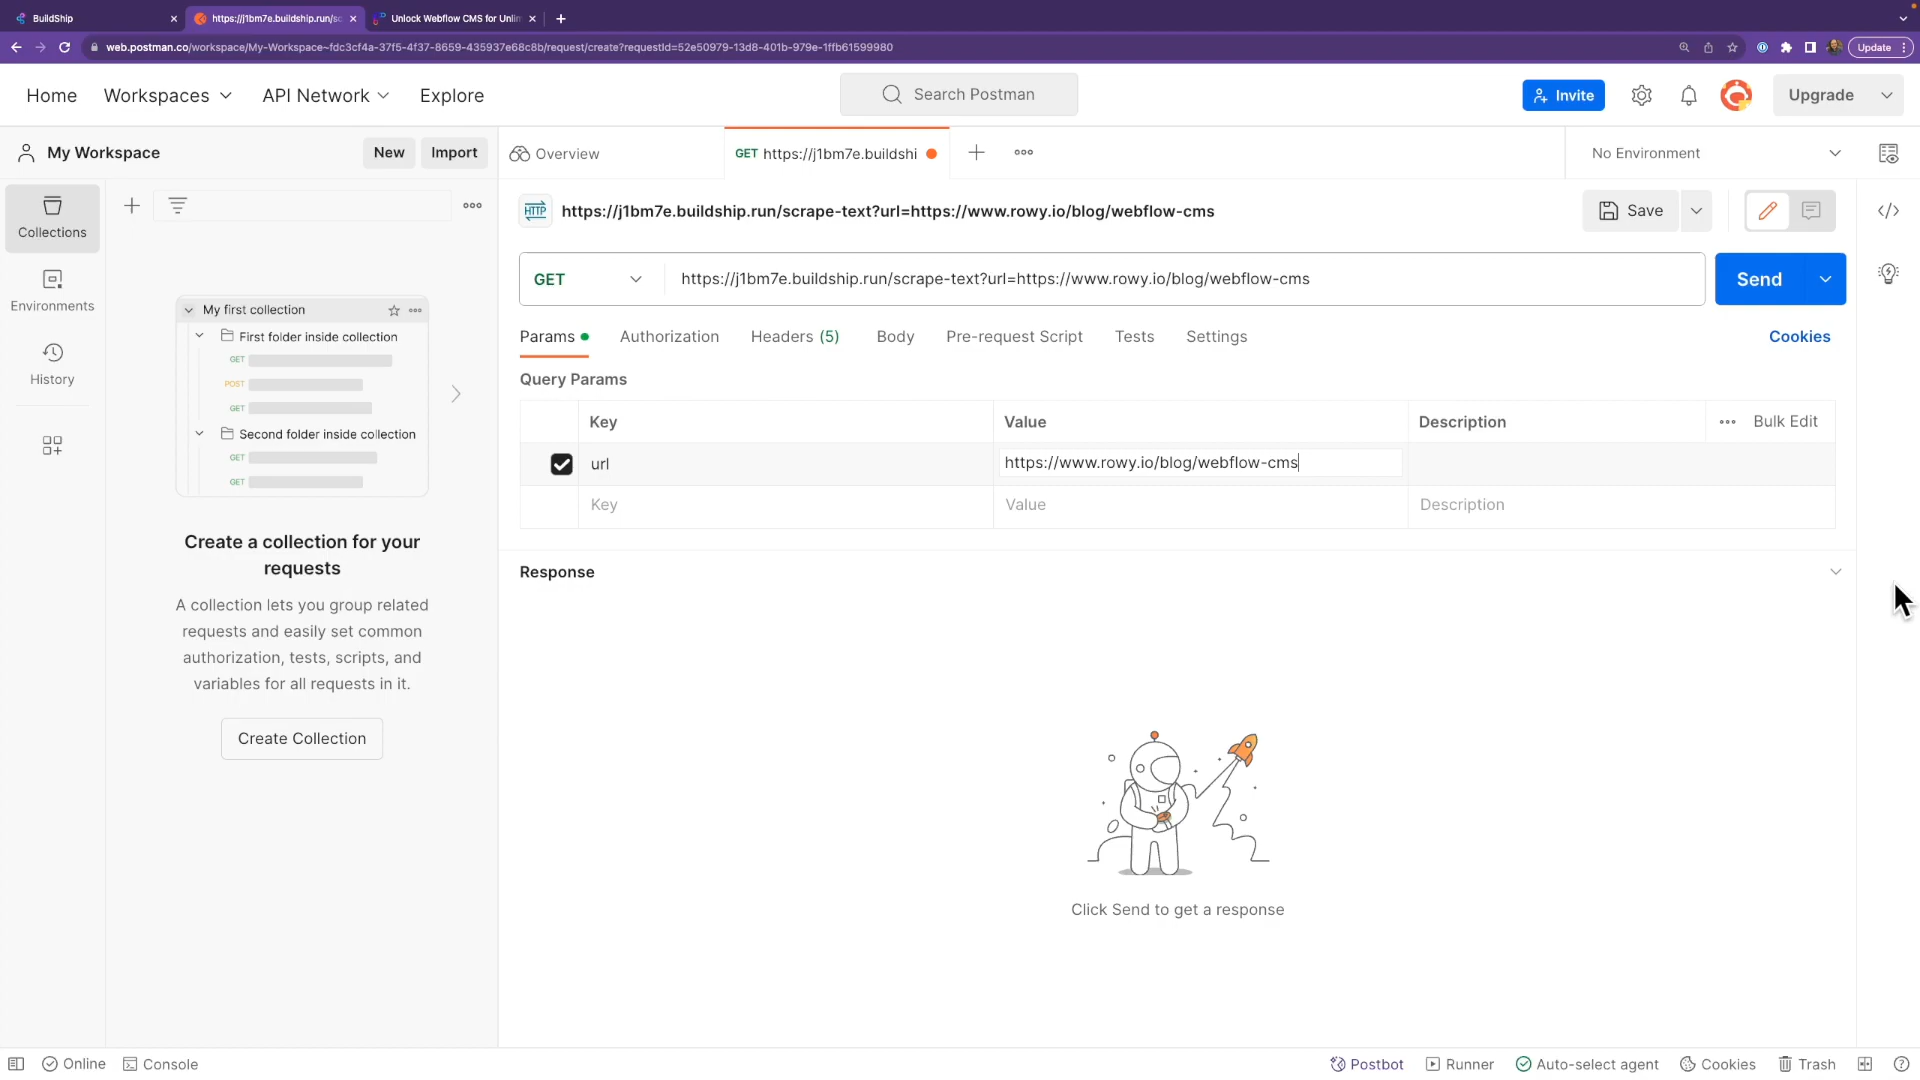 BuildShip
https://j1bm7e.buildship.run/sc
Unlock Webflow CMS for Unlim
web.postman.co/workspace/My-Workspace~fdc3cf4a-37f5-4f37-8659-435937e68c8b/request/create?requestId=52e50979-13d8-401b-979e-1ffb61599980
Update
Home
Workspaces
API Network
Explore
Search Postman
Invite
Upgrade
My Workspace
New
Import
Overview
GET https://j1bm7e.buildshi
No Environment
Collections
Environments
History
My first collection
First folder inside collection
GET
POST
GET
Second folder inside collection
GET
GET
Create a collection for your
requests
A collection lets you group related
requests and easily set common
authorization, tests, scripts, and
variables for all requests in it.
Create Collection
HTTP
https://j1bm7e.buildship.run/scrape-text?url=https://www.rowy.io/blog/webflow-cms
Save
GET
https://j1bm7e.buildship.run/scrape-text?url=https://www.rowy.io/blog/webflow-cms
Send
Params
Authorization
Headers (5)
Body
Pre-request Script
Tests
Settings
Cookies
Query Params
Key
Value
Description
Bulk Edit
url
https://www.rowy.io/blog/webflow-cms
Key
Value
Description
Response
Click Send to get a response
Online
Console
Postbot
Runner
Auto-select agent
Cookies
Trash